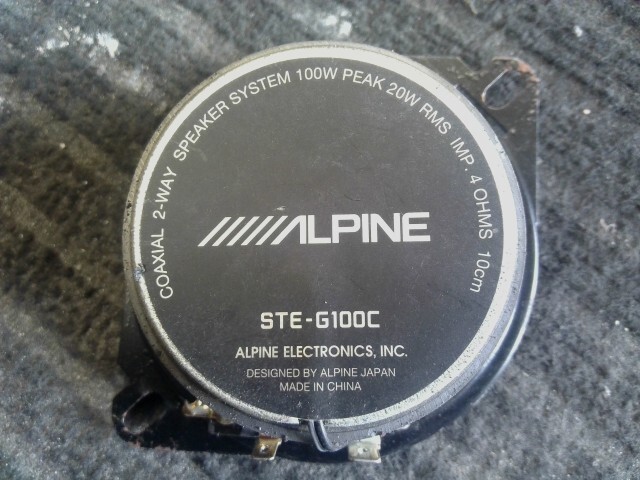 COAXIAL 2-WAY SPEAKER SYSTEM 100W PEAK 20W RMS IMP. 4 OHMS 10cm
ALPINE
STE-G100C
ALPINE ELECTRONICS, INC.
DESIGNED BY ALPINE JAPAN
MADE IN CHINA